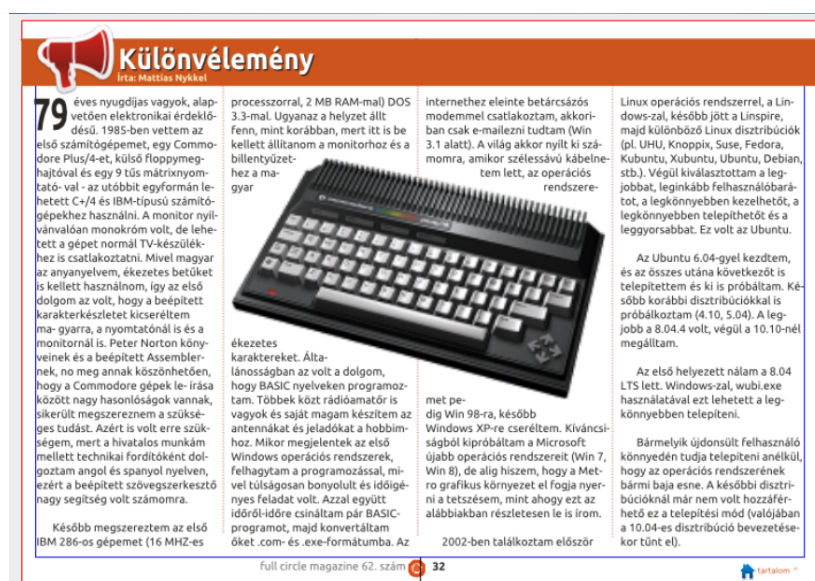 Különvélemény
Írta: Mattias Nykkel
79 éves nyugdíjas vagyok, alap-
vetően elektronikai érdeklő-
désű. 1985-ben vettem az
első számítógépemet, egy Commo-
dore Plus/4-et, külső floppymeg-
hajtóval és egy 9 tűs mátrixnyom-
tató- val - az utóbbit egyformán le-
hetett C+/4 és IBM-típusú számító-
gépekhez használni. A monitor nyil-
vánvalóan monokróm volt, de lehe-
tett a gépet normál TV-készülék-
hez is csatlakoztatni. Mivel magyar
az anyanyelvem, ékezetes betűket
is kellett használnom, így az első
dolgom az volt, hogy a beépített
karakterkészletet kicseréltem
ma- gyarra, a nyomtatónál is és a
monitornál is. Peter Norton köny-
veinek és a beépített Assembler-
nek, no meg annak köszönhetően,
hogy a Commodore gépek le- írása
között nagy hasonlóságok vannak,
sikerült megszereznem a szüksé-
ges tudást. Azért is volt erre szük-
ségem, mert a hivatalos munkám
mellett technikai fordítóként dol-
goztam angol és spanyol nyelven,
ezért a beépített szövegszerkesztő
nagy segítség volt számomra.
Később megszereztem az első
IBM 286-os gépemet (16 MHZ-es
processzorral, 2 MB RAM-mal) DOS
3.3-mal. Ugyanaz a helyzet állt
fenn, mint korábban, mert itt is be
kellett állítanom a monitorhoz és a
billentyűzet-
hez a ma-
gyar
ékezetes
karaktereket. Álta-
lánosságban az volt a dolgom,
hogy BASIC nyelveken programoz-
tam. Többek közt rádióamatőr is
vagyok és saját magam készítem az
antennákat és jeladókat a hobbim-
hoz. Mikor megjelentek az első
Windows operációs rendszerek,
felhagytam a programozással, mi-
vel túlságosan bonyolult és időigé-
nyes feladat volt. Azzal együtt
időről-időre csináltam pár BASIC-
programot, majd konvertáltam
őket .com- és .exe-formátumba. Az
internethez eleinte betárcsázós
modemmel csatlakoztam, akkori-
ban csak e-mailezni tudtam (Win
3.1 alatt). A világ akkor nyílt ki szá-
momra, amikor szélessávú kábelne-
tem lett, az operációs
rendszere-
met pe-
dig Win 98-ra, később
Windows XP-re cseréltem. Kíváncsi-
ságból kipróbáltam a Microsoft
újabb operációs rendszereit (Win 7,
Win 8), de alig hiszem, hogy a Met-
ro grafikus környezet el fogja nyer-
ni a tetszésem, mint ahogy ezt az
alábbiakban részletesen le is írom.
2002-ben találkoztam először
Linux operációs rendszerrel, a Lin-
dows-zal, később jött a Linspire,
majd különböző Linux disztribúciók
(pl. UHU, Knoppix, Suse, Fedora,
Kubuntu, Xubuntu, Ubuntu, Debian,
stb.). Végül kiválasztottam a leg-
jobbat, leginkább felhasználóbará-
tot, a legkönnyebben kezelhetőt, a
legkönnyebben telepíthetőt és a
leggyorsabbat. Ez volt az Ubuntu.
Az Ubuntu 6.04-gyel kezdtem,
és az összes utána következőt is
telepítettem és ki is próbáltam. Ké-
sőbb korábbi disztribúciókkal is
próbálkoztam (4.10, 5.04). A leg-
jobb a 8.04.4 volt, végül a 10.10-nél
megálltam.
Az első helyezett nálam a 8.04
LTS lett. Windows-zal, wubi.exe
használatával ezt lehetett a leg-
könnyebben telepíteni.
Bármelyik újdonsült felhasználó
könnyedén tudja telepíteni anélkül,
hogy az operációs rendszerének
bármi baja esne. A későbbi disztri-
búcióknál már nem volt hozzáfér-
hető ez a telepítési mód (valójában
a 10.04-es disztribúció bevezetése-
kor tűnt el).
full circle magazine 62. szám 32
tartalom ^